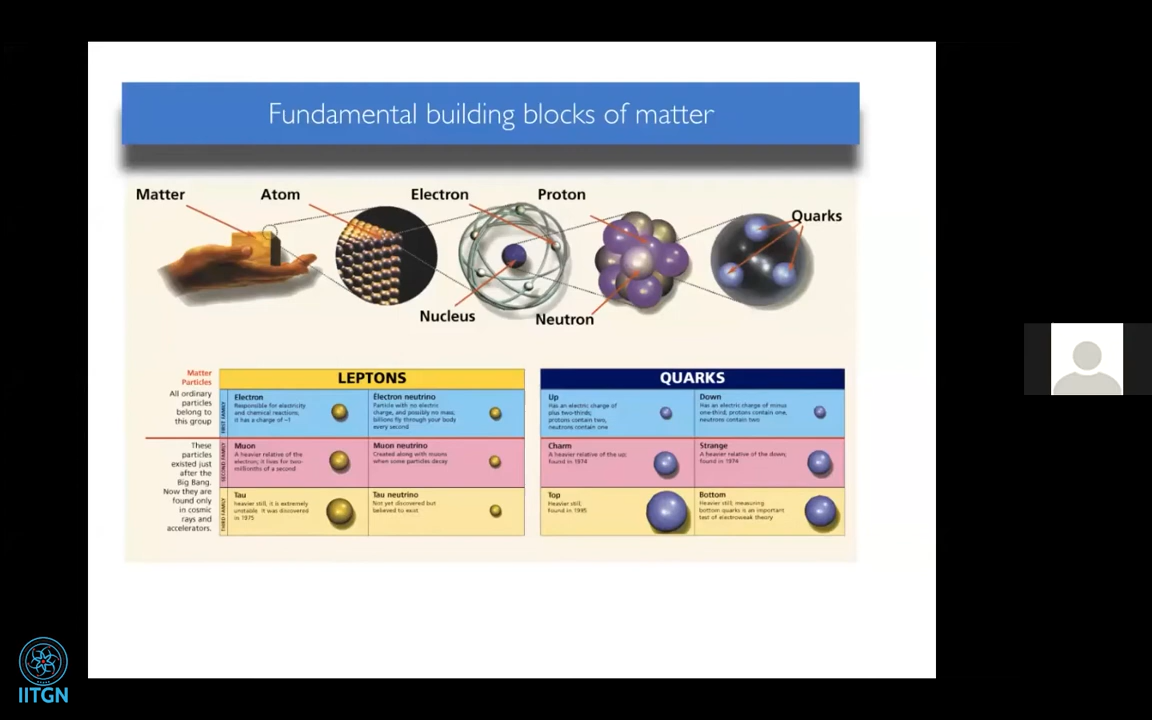 Fundamental building blocks of matter
Matter
Atom
Electron
Proton
Quarks
Nucleus
Neutron
Matter
Particles
All ordinary
particles
belong to
this group
These
particles
existed just
after the
Big Bang.
Now they are
found only
in cosmic
rays and
accelerators.
LEPTONS
FIRST FAMILY
Electron
Responsible for electricity
and chemical reactions;
it has a charge of -1
Electron neutrino
Particle with no electric
charge, and possibly no mass;
billions fly through your body
every second
SECOND FAMILY
Muon
A heavier relative of the
electron; it lives for two-
millionths of a second
Muon neutrino
Created along with muons
when some particles decay
THIRD FAMILY
Tau
Heavier still; it is extremely
unstable. It was discovered
in 1975
Tau neutrino
Not yet discovered but
believed to exist
QUARKS
Up
Has an electric charge of
plus two-thirds;
protons contain two,
neutrons contain one
Down
Has an electric charge of minus
one-third; protons contain one,
neutrons contain two
Charm
A heavier relative of the up;
found in 1974
Strange
A heavier relative of the down;
found in 1974
Top
Heavier still;
found in 1995
Bottom
Heavier still; measuring
bottom quarks is an important
test of electroweak theory
IITGN